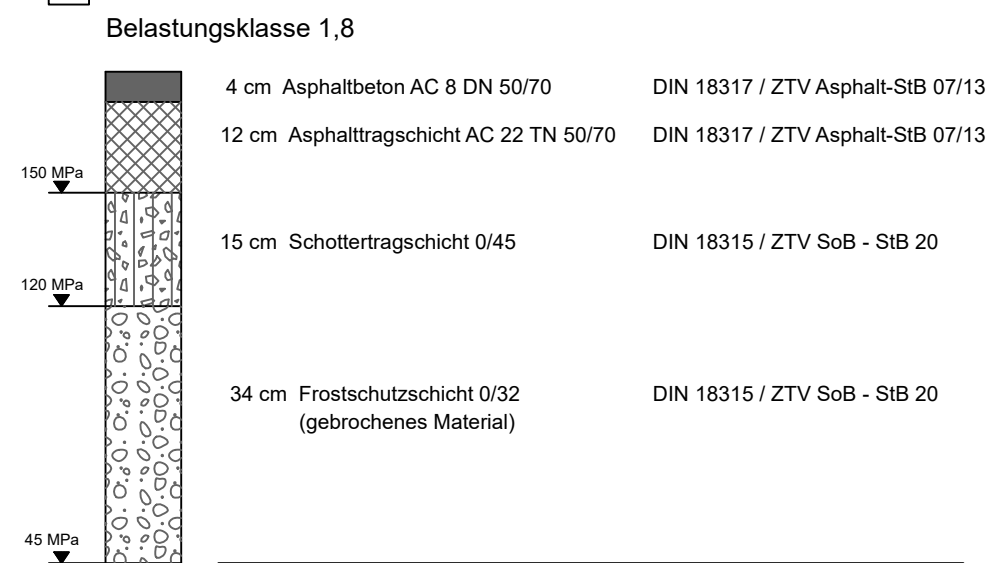 Belastungsklasse 1,8
4 cm Asphaltbeton AC 8 DN 50/70 DIN 18317 / ZTV Asphalt-StB 07/13
12 cm Asphalttragschicht AC 22 TN 50/70 DIN 18317 / ZTV Asphalt-StB 07/13
150 MPa
15 cm Schottertragschicht 0/45 DIN 18315 / ZTV SoB - StB 20
120 MPa
34 cm Frostschutzschicht 0/32 DIN 18315 / ZTV SoB - StB 20
(gebrochenes Material)
45 MPa